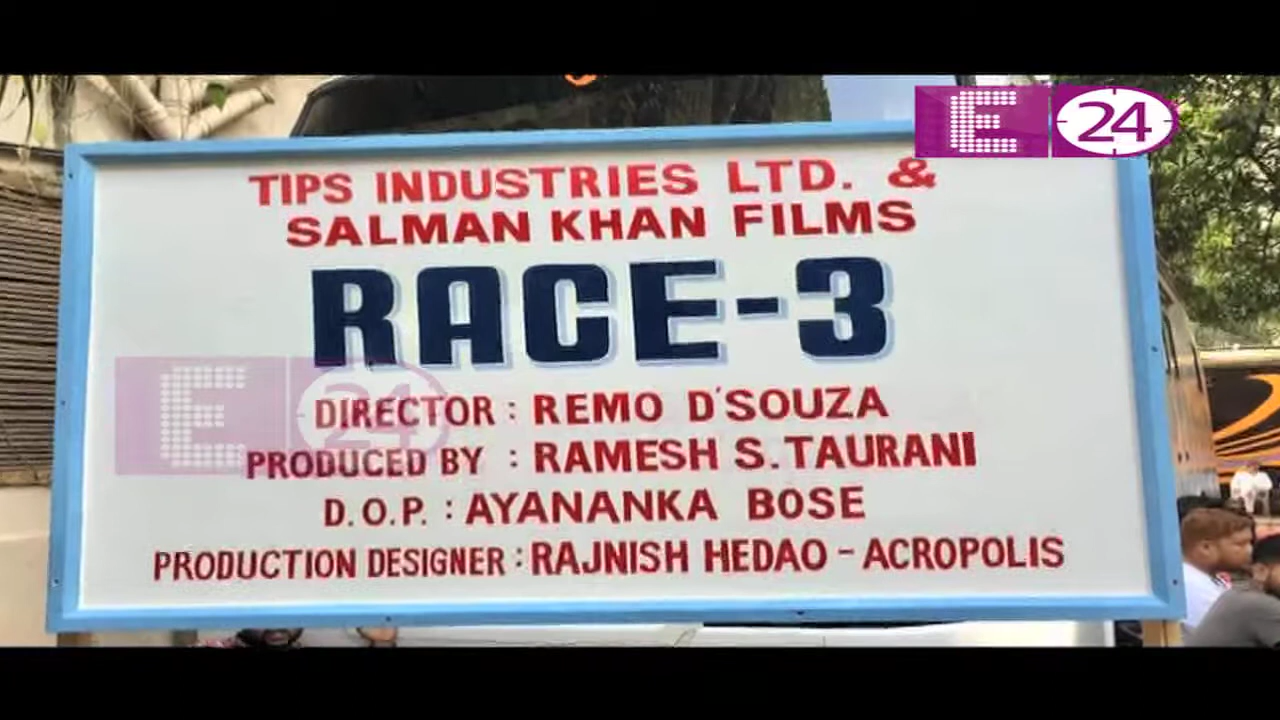 E 24
TIPS INDUSTRIES LTD. &
SALMAN KHAN FILMS
RACE-3
E 24
DIRECTOR : REMO D'SOUZA
PRODUCED BY : RAMESH S. TAURANI
D.O.P. : AYANANKA BOSE
PRODUCTION DESIGNER : RAJNISH HEDAO - ACROPOLIS